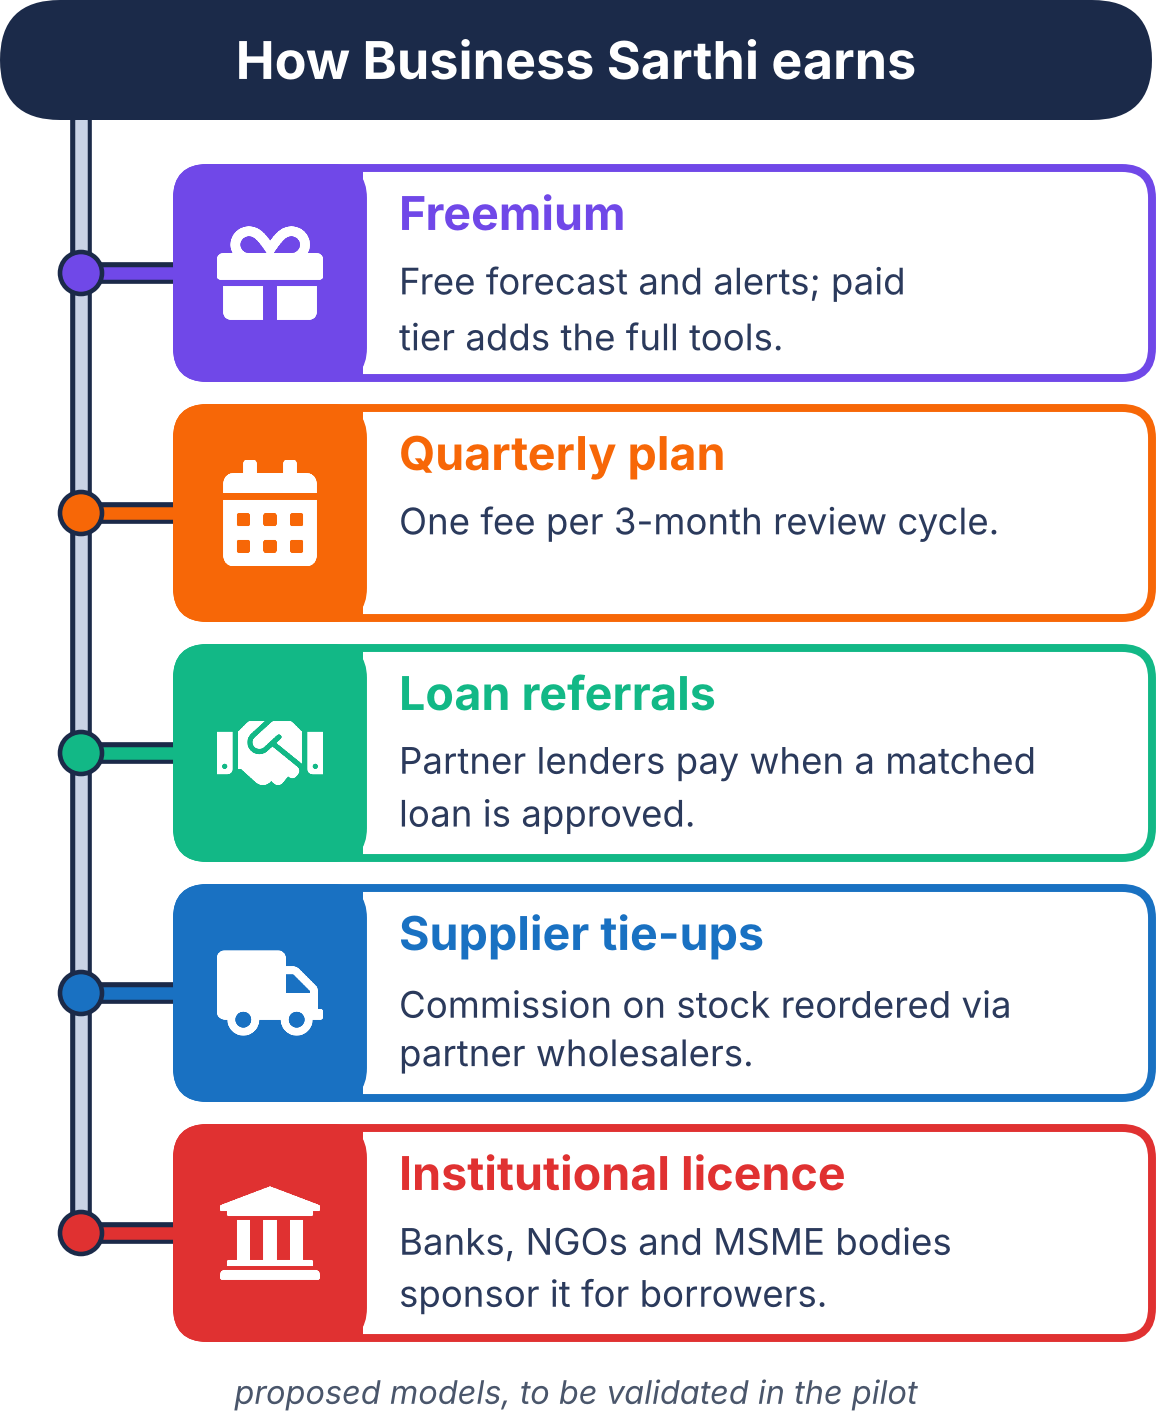 How Business Sarthi earns
Freemium
Free forecast and alerts; paid
tier adds the full tools.
Quarterly plan
One fee per 3-month review cycle.
Loan referrals
Partner lenders pay when a matched
loan is approved.
Supplier tie-ups
Commission on stock reordered via
partner wholesalers.
Institutional licence
Banks, NGOs and MSME bodies
sponsor it for borrowers.
proposed models, to be validated in the pilot